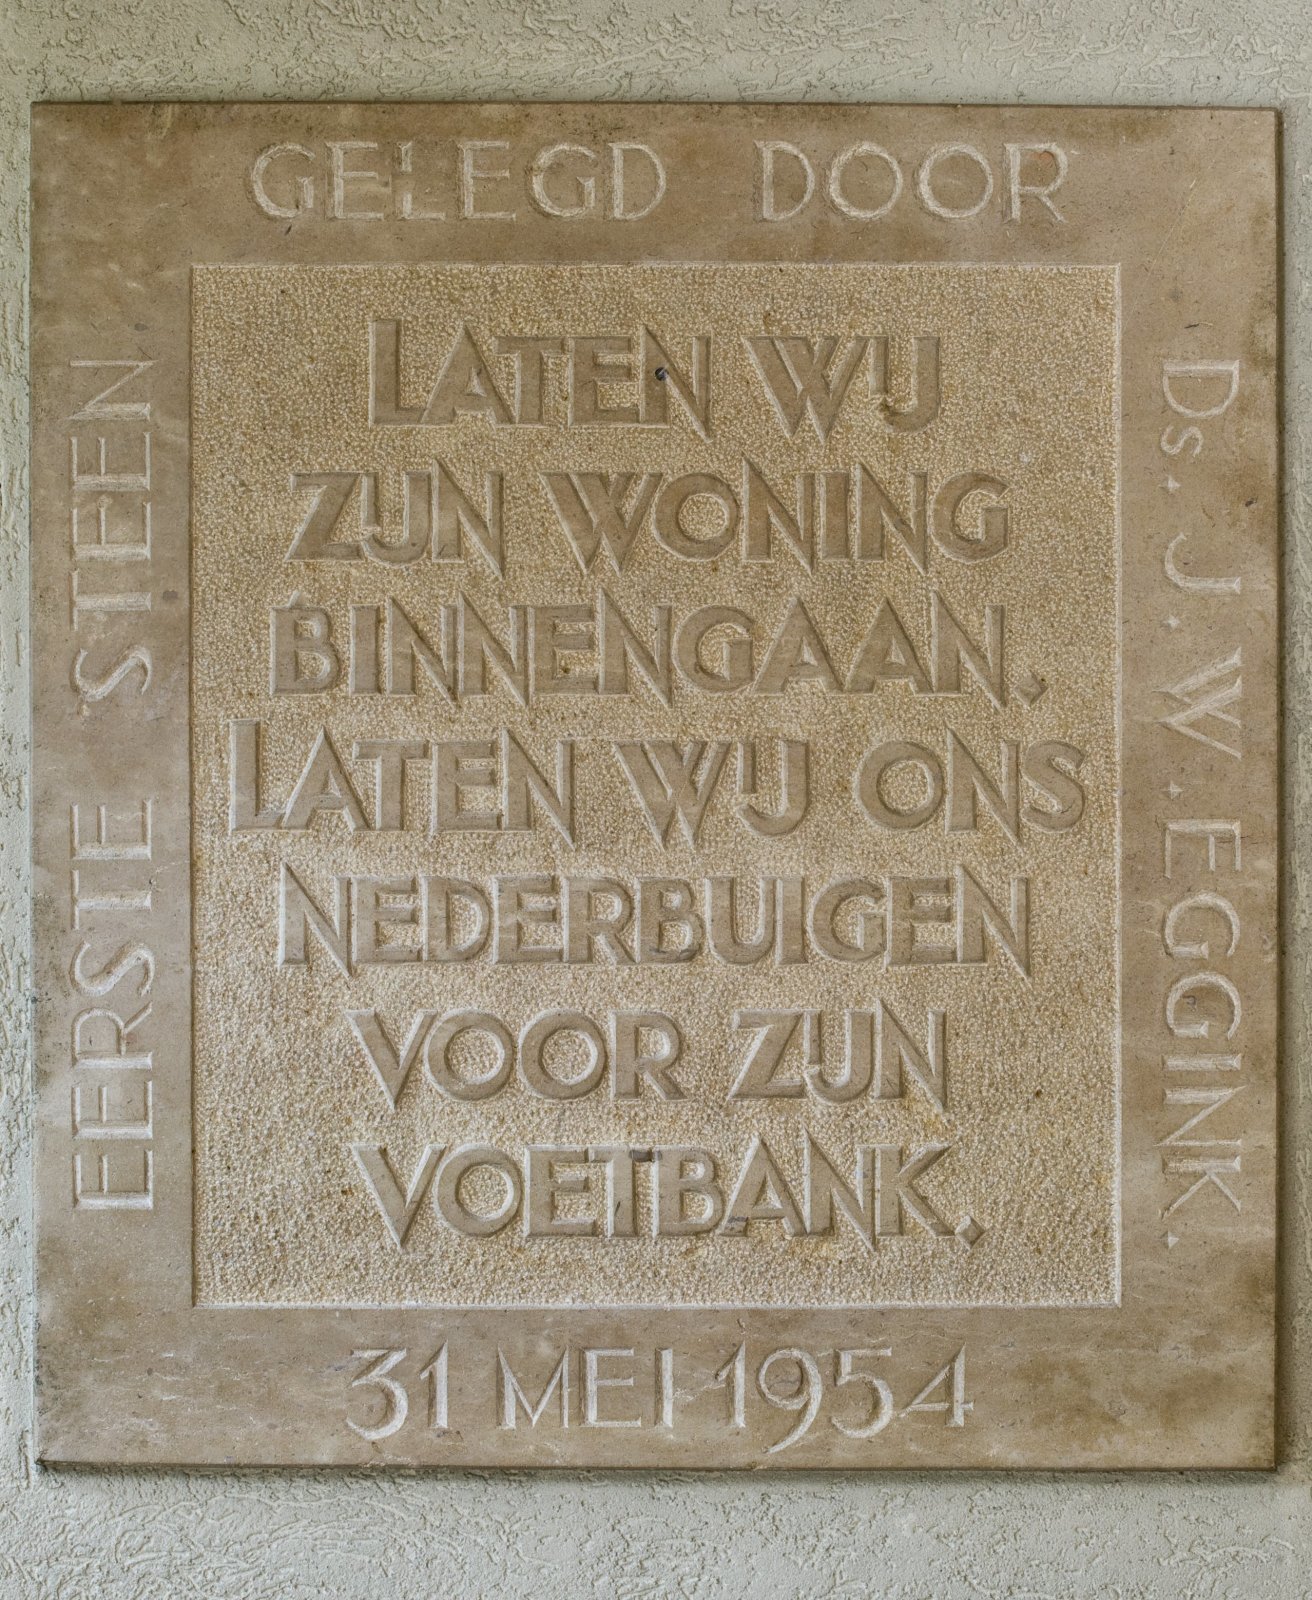 EERSTE STEEN
GELEGD DOOR
Ds. J. W. EGGINK.
LATEN WIJ
ZIJN WONING
BINNENGAAN,
LATEN WIJ ONS
NEDERBUIGEN
VOOR ZIJN
VOETBANK.
31 MEI 1954